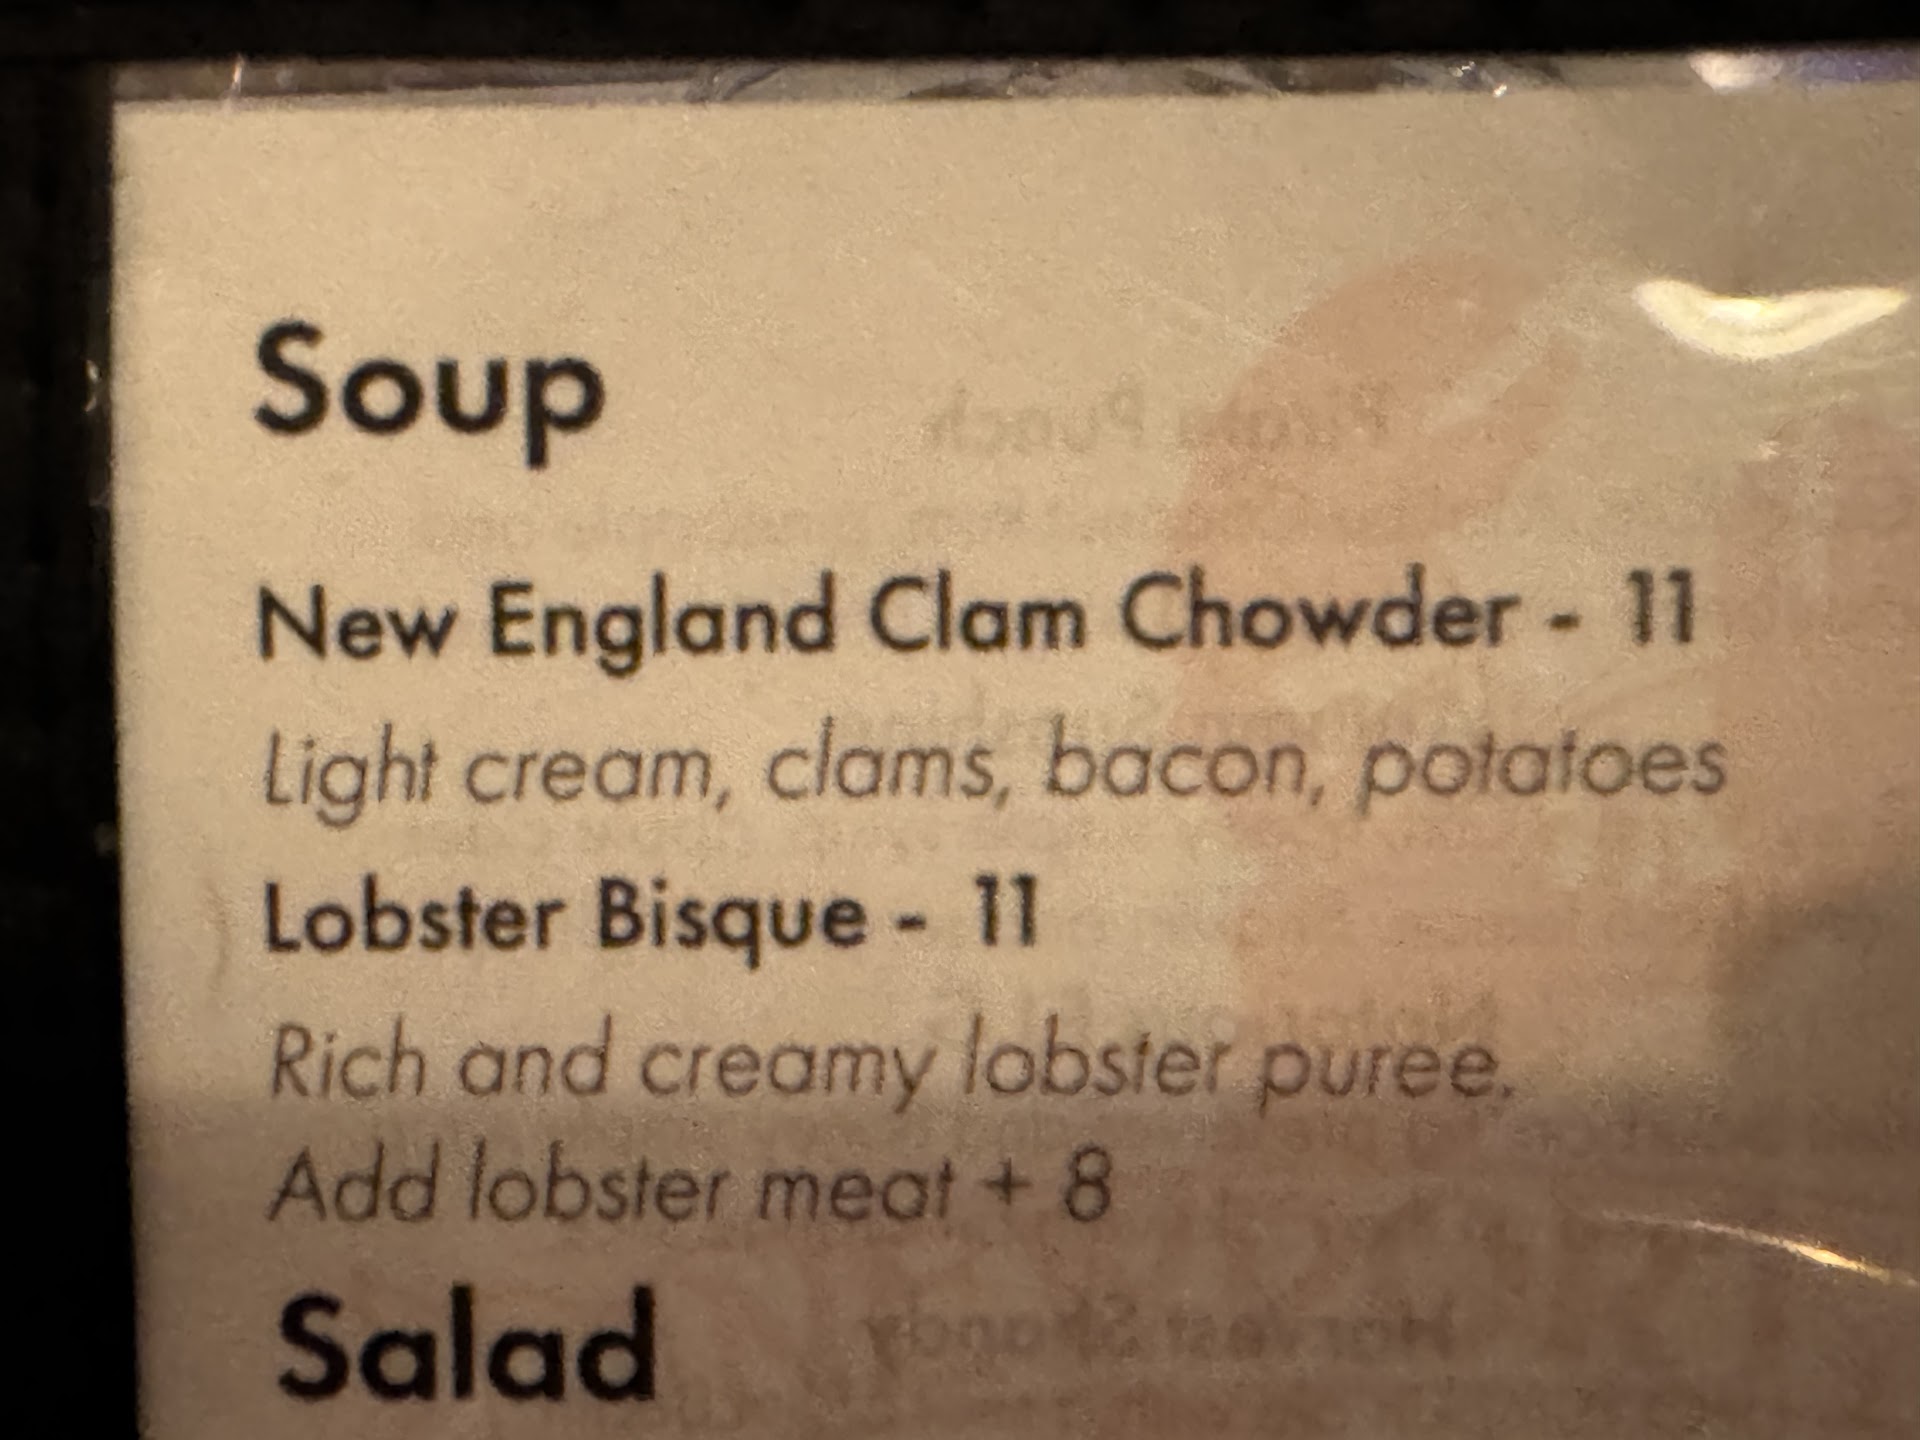 Soup
New England Clam Chowder - 11
Light cream, clams, bacon, potatoes
Lobster Bisque - 11
Rich and creamy lobster puree.
Add lobster meat + 8
Salad